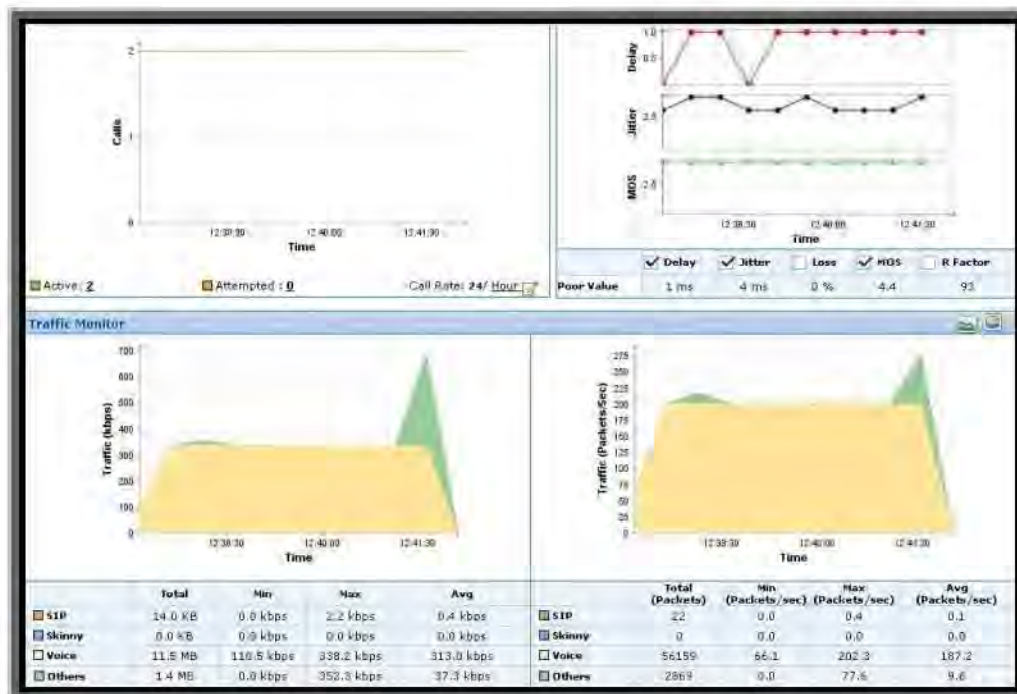 2
1
0
Calls
12:38:30 12:40:00 12:41:30
Time
Active: 2 Attempted : 0 Call Rate: 24/ Hour
1.0
0.5
Delay
2.5
Jitter
2.5
MOS
12:38:30 12:40:00 12:41:30
Time
Delay Jitter Loss MOS R Factor
Poor Value 1 ms 4 ms 0 % 4.4 93
Traffic Monitor
700
600
500
400
300
200
100
0
Traffic (kbps)
12:38:30 12:40:00 12:41:30
Time
275
250
225
200
175
150
125
100
75
50
25
0
Traffic (Packets/Sec)
12:38:30 12:40:00 12:41:30
Time
Total Min Max Avg
SIP 14.0 KB 0.0 kbps 2.2 kbps 0.4 kbps
Skinny 0.0 KB 0.0 kbps 0.0 kbps 0.0 kbps
Voice 11.5 MB 110.5 kbps 338.2 kbps 313.0 kbps
Others 1.4 MB 0.0 kbps 352.3 kbps 37.3 kbps
Total (Packets) Min (Packets/sec) Max (Packets/sec) Avg (Packets/sec)
SIP 22 0.0 0.4 0.1
Skinny 0 0.0 0.0 0.0
Voice 56159 66.1 202.3 187.2
Others 2869 0.0 77.6 9.6